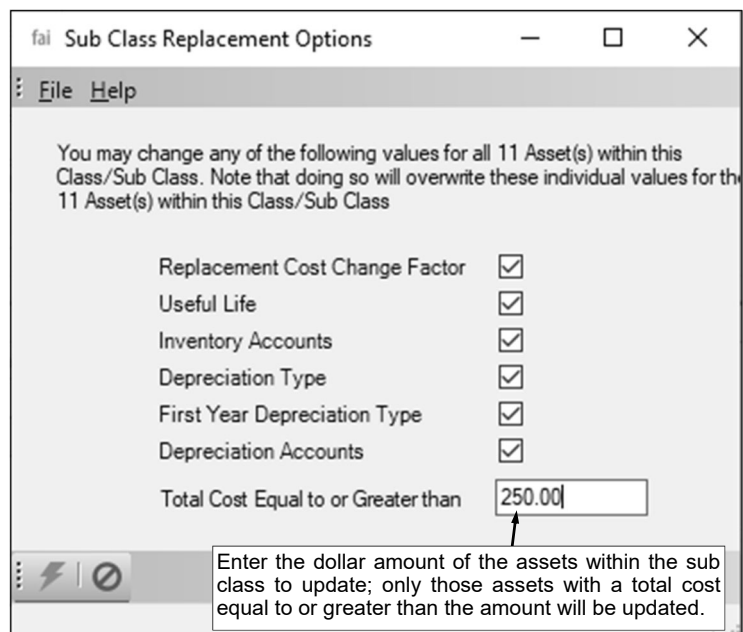 fai Sub Class Replacement Options
File Help
You may change any of the following values for all 11 Asset(s) within this
Class/Sub Class. Note that doing so will overwrite these individual values for the
11 Asset(s) within this Class/Sub Class
Replacement Cost Change Factor
Useful Life
Inventory Accounts
Depreciation Type
First Year Depreciation Type
Depreciation Accounts
Total Cost Equal to or Greater than 250.00
Enter the dollar amount of the assets within the sub
class to update; only those assets with a total cost
equal to or greater than the amount will be updated.